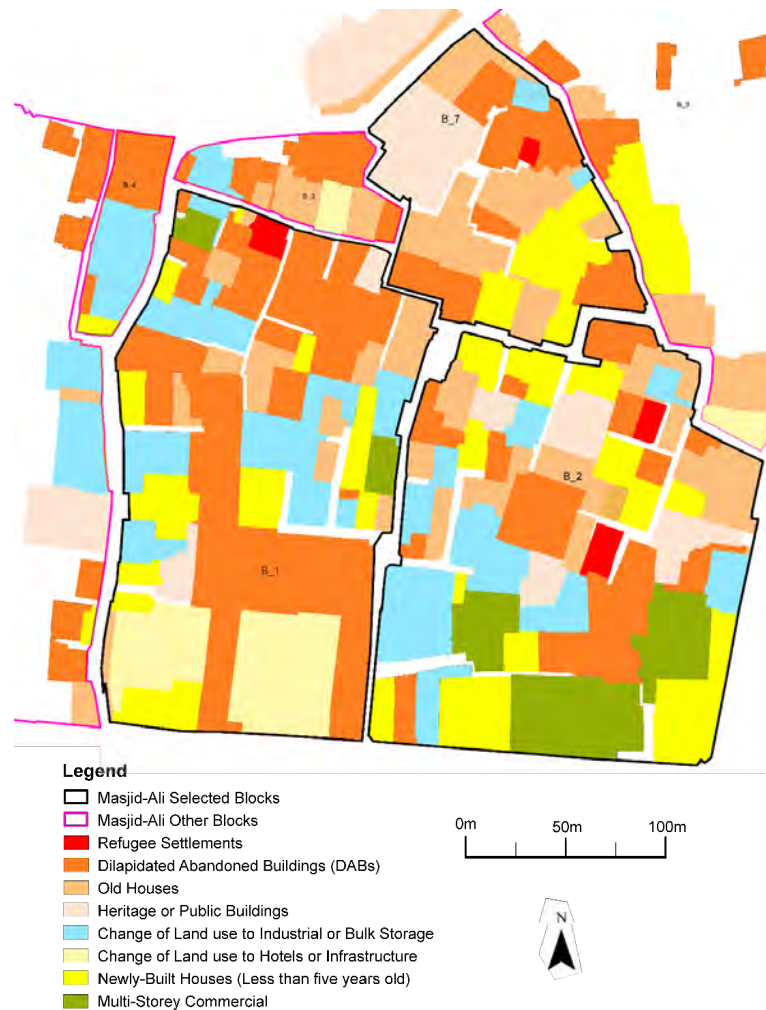 B_7
B_4
B_3
B_2
B_1
Legend
Masjid-Ali Selected Blocks
Masjid-Ali Other Blocks
Refugee Settlements
Dilapidated Abandoned Buildings (DABs)
Old Houses
Heritage or Public Buildings
Change of Land use to Industrial or Bulk Storage
Change of Land use to Hotels or Infrastructure
Newly-Built Houses (Less than five years old)
Multi-Storey Commercial
0m 50m 100m
N